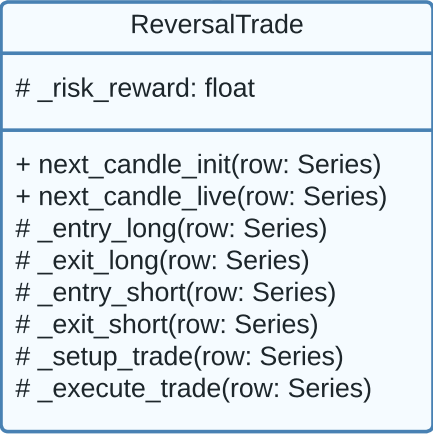 ReversalTrade
# _risk_reward: float
+ next_candle_init(row: Series)
+ next_candle_live(row: Series)
# _entry_long(row: Series)
# _exit_long(row: Series)
# _entry_short(row: Series)
# _exit_short(row: Series)
# _setup_trade(row: Series)
# _execute_trade(row: Series)